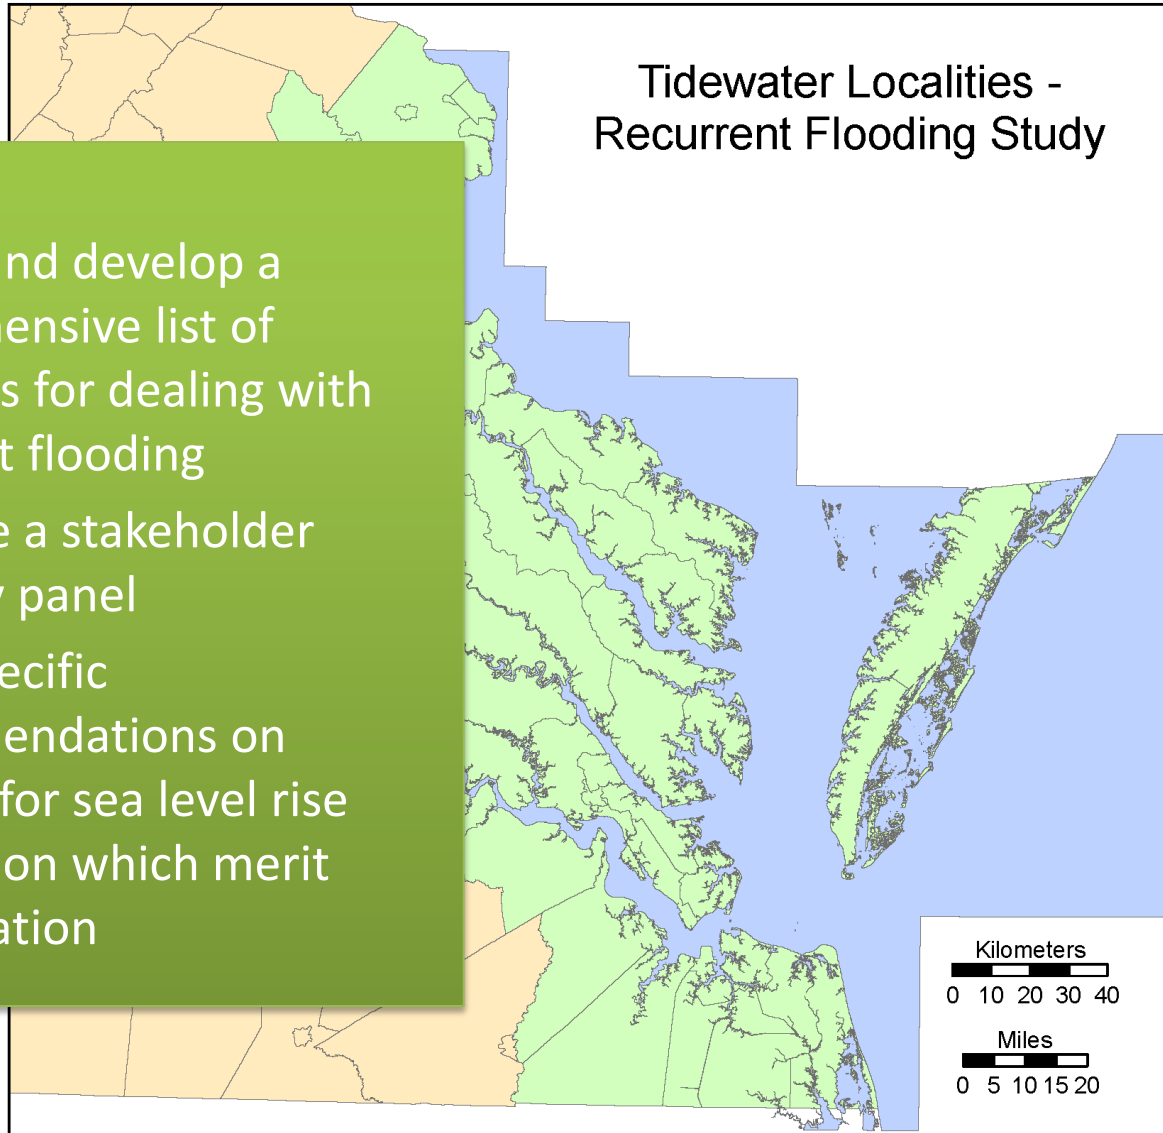 Tidewater Localities -
Recurrent Flooding Study
nd develop a
ensive list of
s for dealing with
t flooding
e a stakeholder
y panel
ecific
endations on
for sea level rise
on which merit
ation
Kilometers
0 10 20 30 40
Miles
0 5 10 15 20